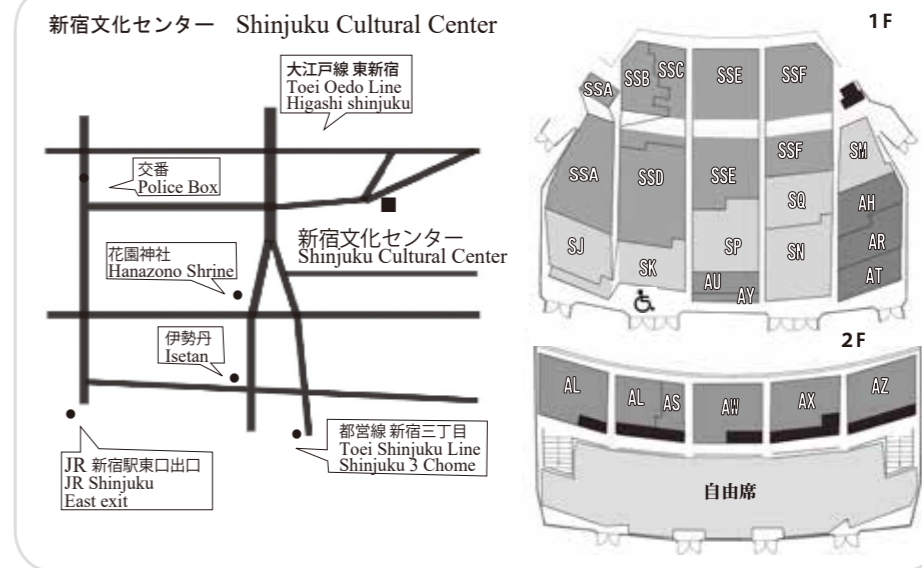 新宿文化センター Shinjuku Cultural Center
大江戸線 東新宿
Toei Oedo Line
Higashi shinjuku
交番
Police Box
新宿文化センター
Shinjuku Cultural Center
花園神社
Hanazono Shrine
伊勢丹
Isetan
都営線 新宿三丁目
Toei Shinjuku Line
Shinjuku 3 Chome
JR 新宿駅東口出口
JR Shinjuku
East exit
1F
SSA SSB SSC SSE SSF
SSA SSD SSE SSF SM
SQ AH
SJ SK SP SN AR
AU AY AT
2F
AL AL AS AW AX AZ
自由席